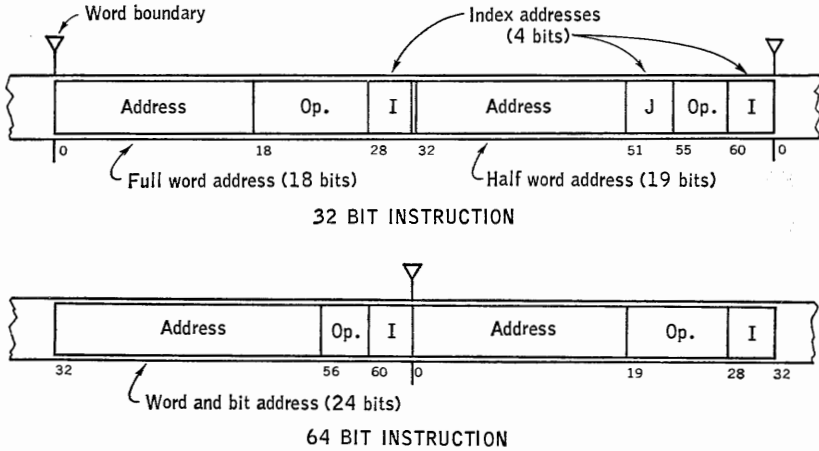 Word boundary
Index addresses
(4 bits)
Address Op. I Address J Op. I
0 18 28 32 51 55 60 0
Full word address (18 bits)
Half word address (19 bits)
32 BIT INSTRUCTION
Address Op. I Address Op. I
32 56 60 0 19 28 32
Word and bit address (24 bits)
64 BIT INSTRUCTION